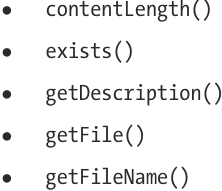 • contentLength()
• exists()
• getDescription()
• getFile()
• getFileName()